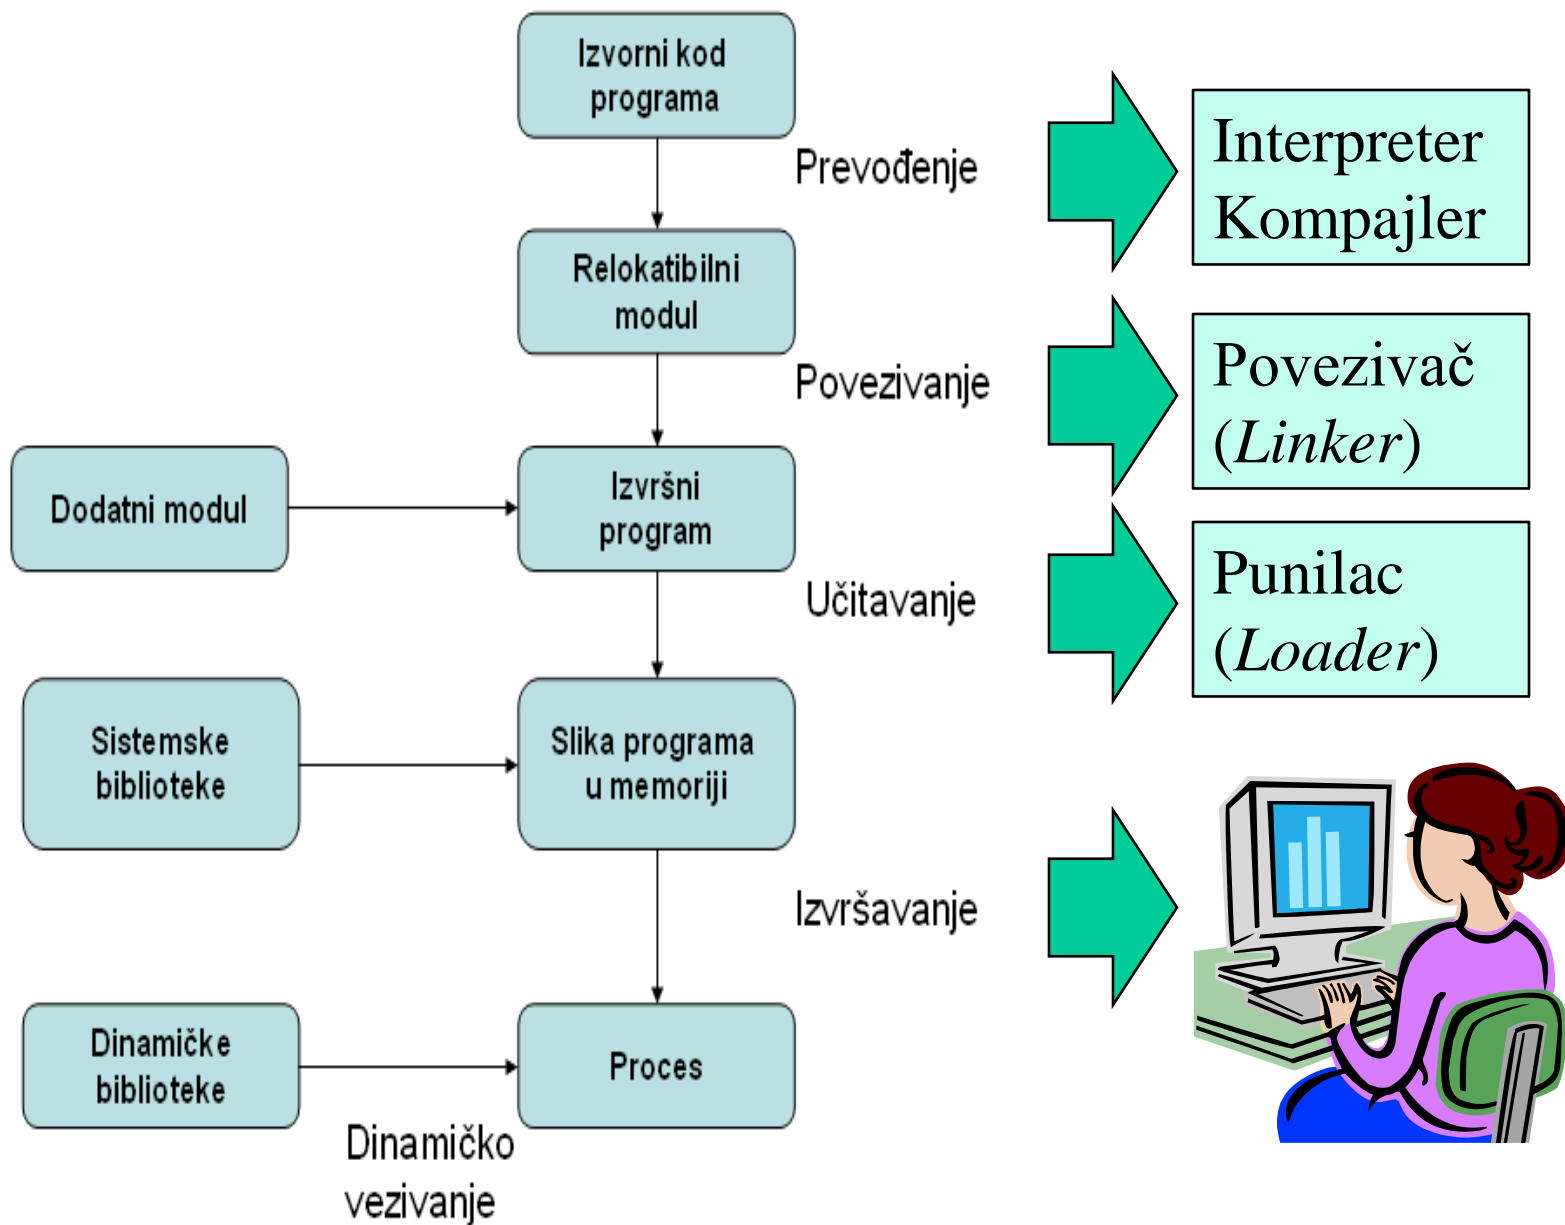 Izvorni kod
programa
Prevođenje
Interpreter
Kompajler
Relokatibilni
modul
Povezivanje
Povezivač
(Linker)
Dodatni modul
Izvršni
program
Učitavanje
Punilac
(Loader)
Sistemske
biblioteke
Slika programa
u memoriji
Izvršavanje
Dinamičke
biblioteke
Proces
Dinamičko
vezivanje